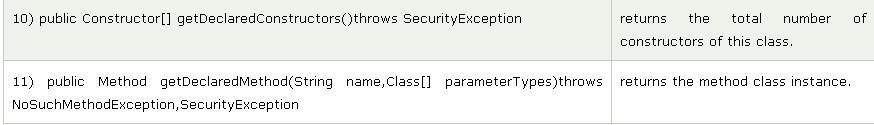 10) public Constructor[] getDeclaredConstructors()throws SecurityException
returns the total number of
constructors of this class.
11) public Method getDeclaredMethod(String name,Class[] parameterTypes)throws
NoSuchMethodException,SecurityException
returns the method class instance.